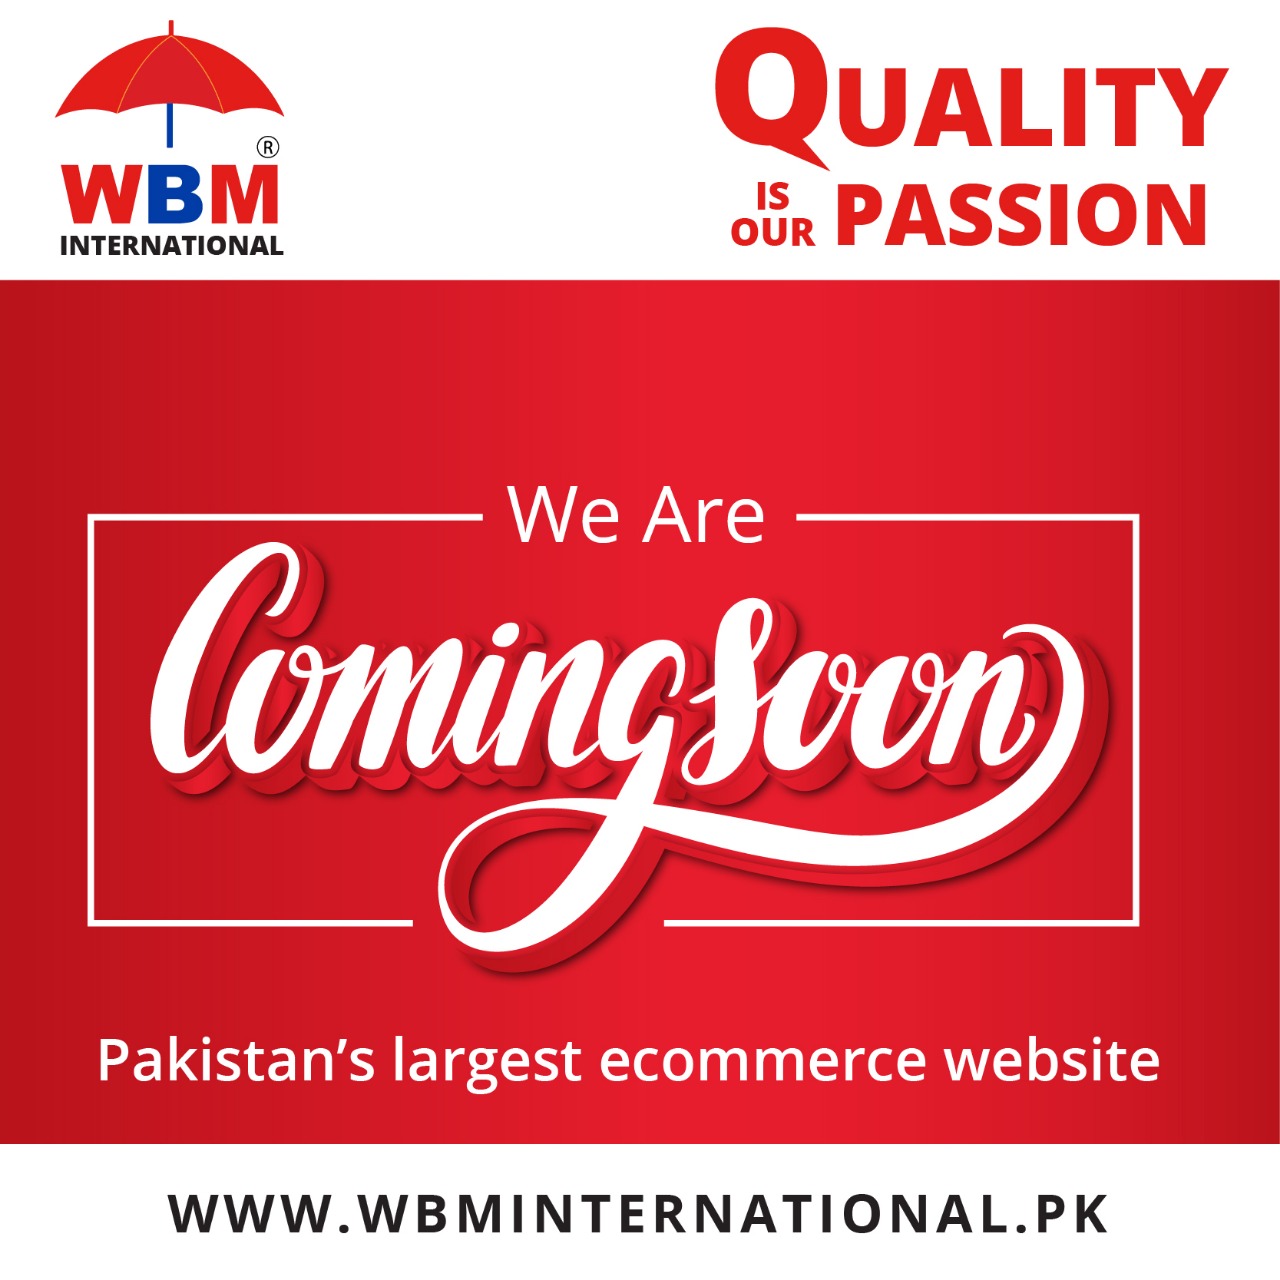 WBM®
INTERNATIONAL
QUALITY
IS OUR PASSION
We Are
Coming Soon
Pakistan’s largest ecommerce website
WWW.WBMINTERNATIONAL.PK